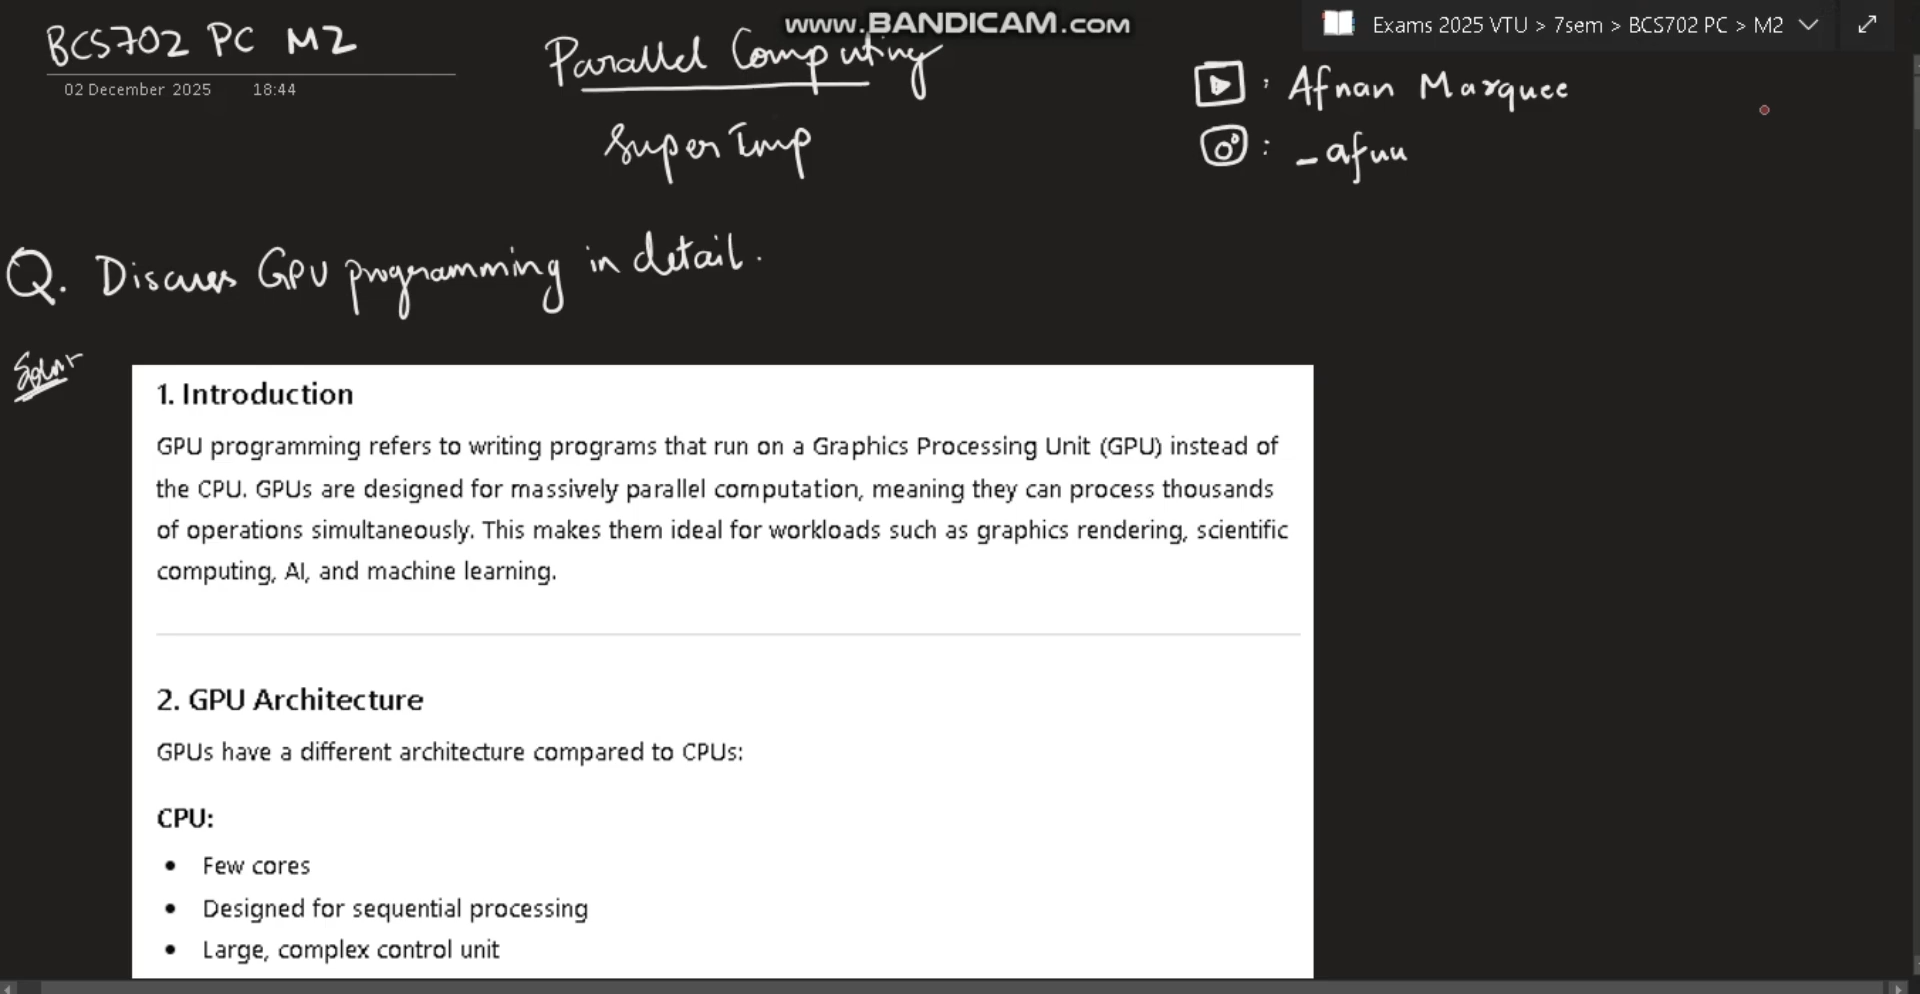 www.BANDICAM.com
Exams 2025 VTU > 7sem > BCS702 PC > M2
BCS702 PC M2
02 December 2025 18:44
Parallel Computing
Super Imp
: Afnan Marquee
: _afuu
Q. Discuss GPU programming in detail.
Soln:
1. Introduction
GPU programming refers to writing programs that run on a Graphics Processing Unit (GPU) instead of
the CPU. GPUs are designed for massively parallel computation, meaning they can process thousands
of operations simultaneously. This makes them ideal for workloads such as graphics rendering, scientific
computing, AI, and machine learning.
2. GPU Architecture
GPUs have a different architecture compared to CPUs:
CPU:
• Few cores
• Designed for sequential processing
• Large, complex control unit